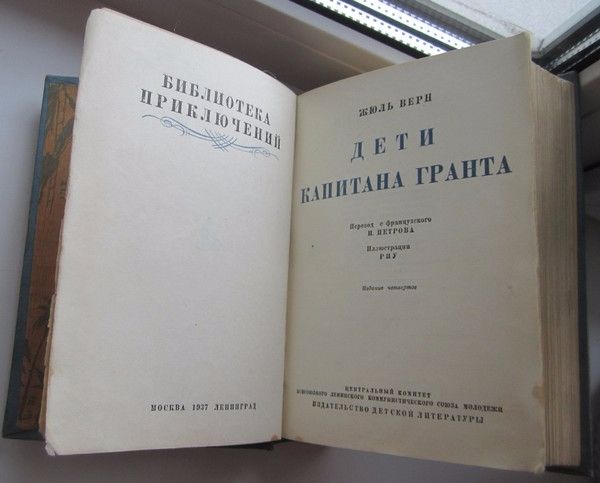 БИБЛИОТЕКА
ПРИКЛЮЧЕНИЙ
МОСКВА 1937 ЛЕНИНГРАД
ЖЮЛЬ ВЕРН
ДЕТИ
КАПИТАНА ГРАНТА
Перевод с французского
И. ПЕТРОВА
Иллюстрации
РИУ
Издание четвертое
ЦЕНТРАЛЬНЫЙ КОМИТЕТ
ВСЕСОЮЗНОГО ЛЕНИНСКОГО КОММУНИСТИЧЕСКОГО СОЮЗА МОЛОДЕЖИ
ИЗДАТЕЛЬСТВО ДЕТСКОЙ ЛИТЕРАТУРЫ